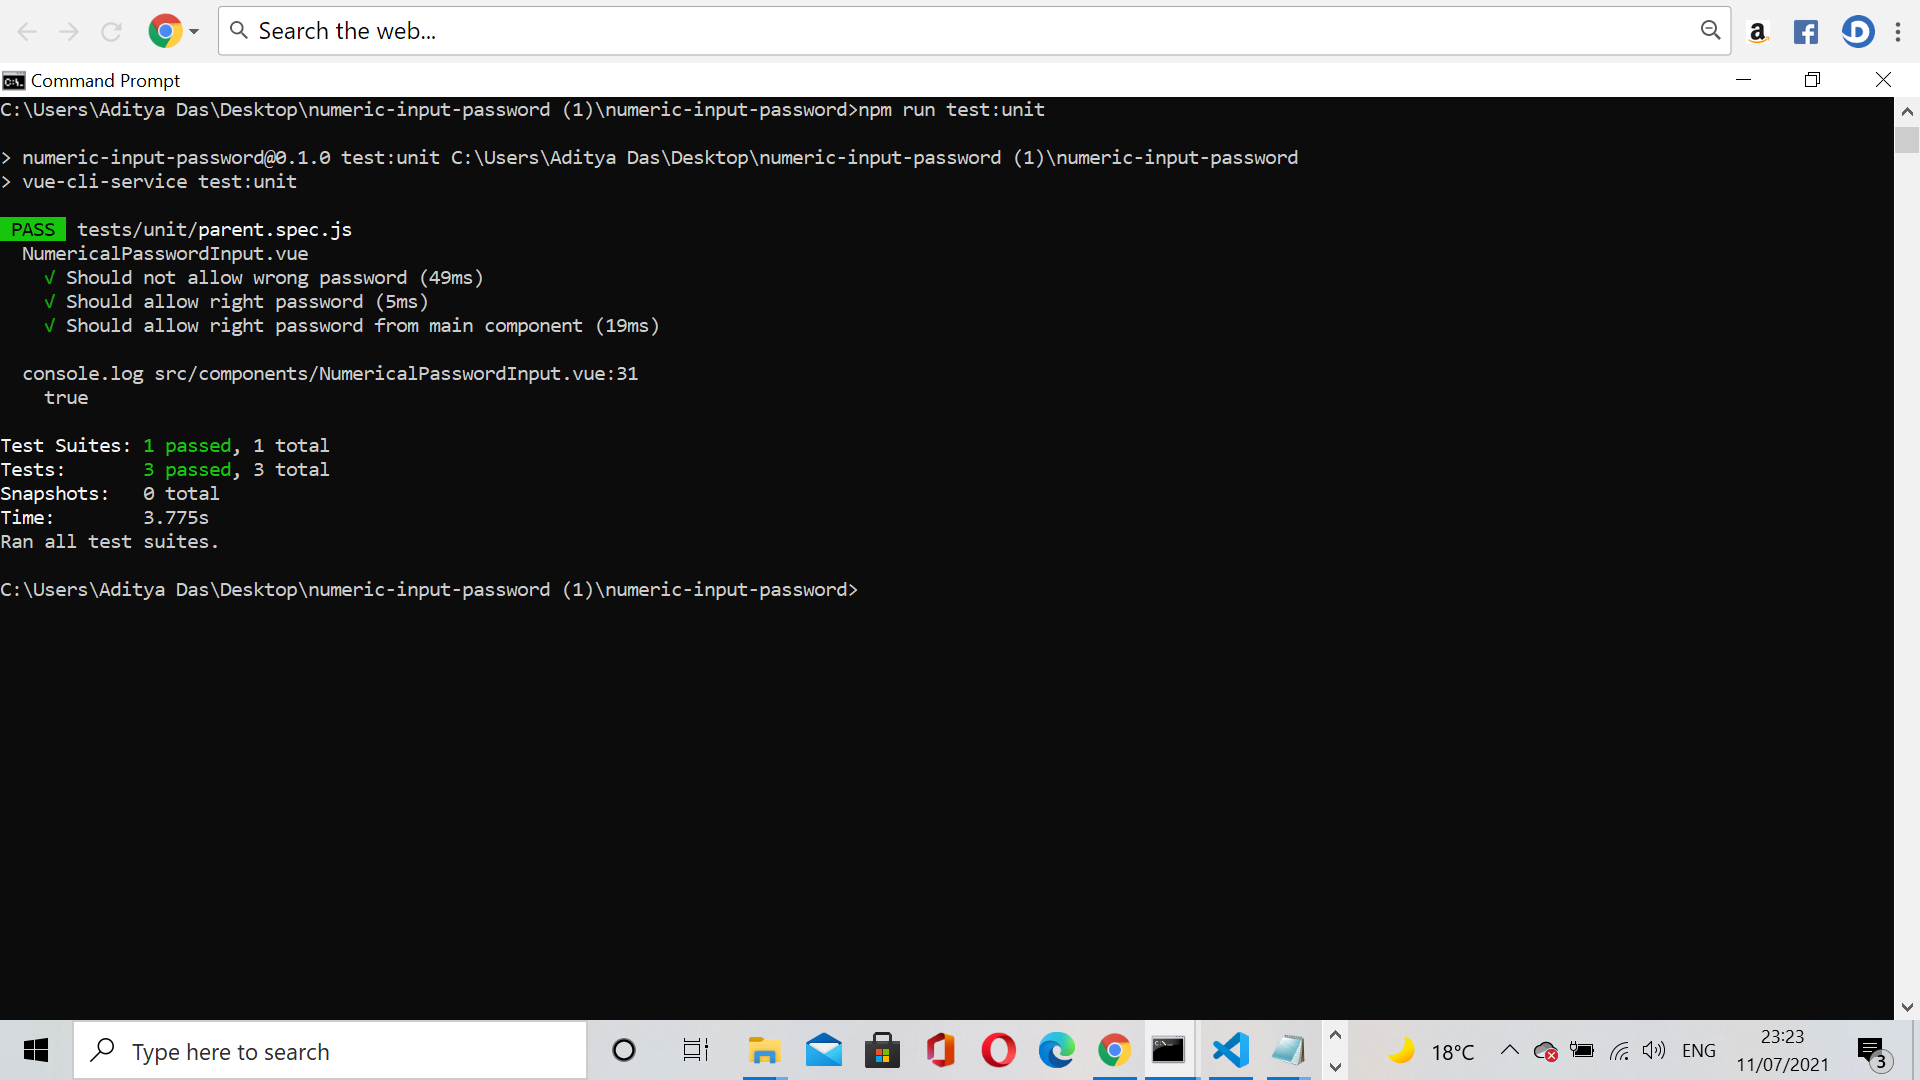 Search the web...
Command Prompt
C:\Users\Aditya Das\Desktop\numeric-input-password (1)\numeric-input-password>npm run test:unit
> numeric-input-password@0.1.0 test:unit C:\Users\Aditya Das\Desktop\numeric-input-password (1)\numeric-input-password
> vue-cli-service test:unit
PASS tests/unit/parent.spec.js
NumericalPasswordInput.vue
√ Should not allow wrong password (49ms)
√ Should allow right password (5ms)
√ Should allow right password from main component (19ms)
console.log src/components/NumericalPasswordInput.vue:31
true
Test Suites: 1 passed, 1 total
Tests: 3 passed, 3 total
Snapshots: 0 total
Time: 3.775s
Ran all test suites.
C:\Users\Aditya Das\Desktop\numeric-input-password (1)\numeric-input-password>
Type here to search
18°C
ENG
23:23
11/07/2021
3